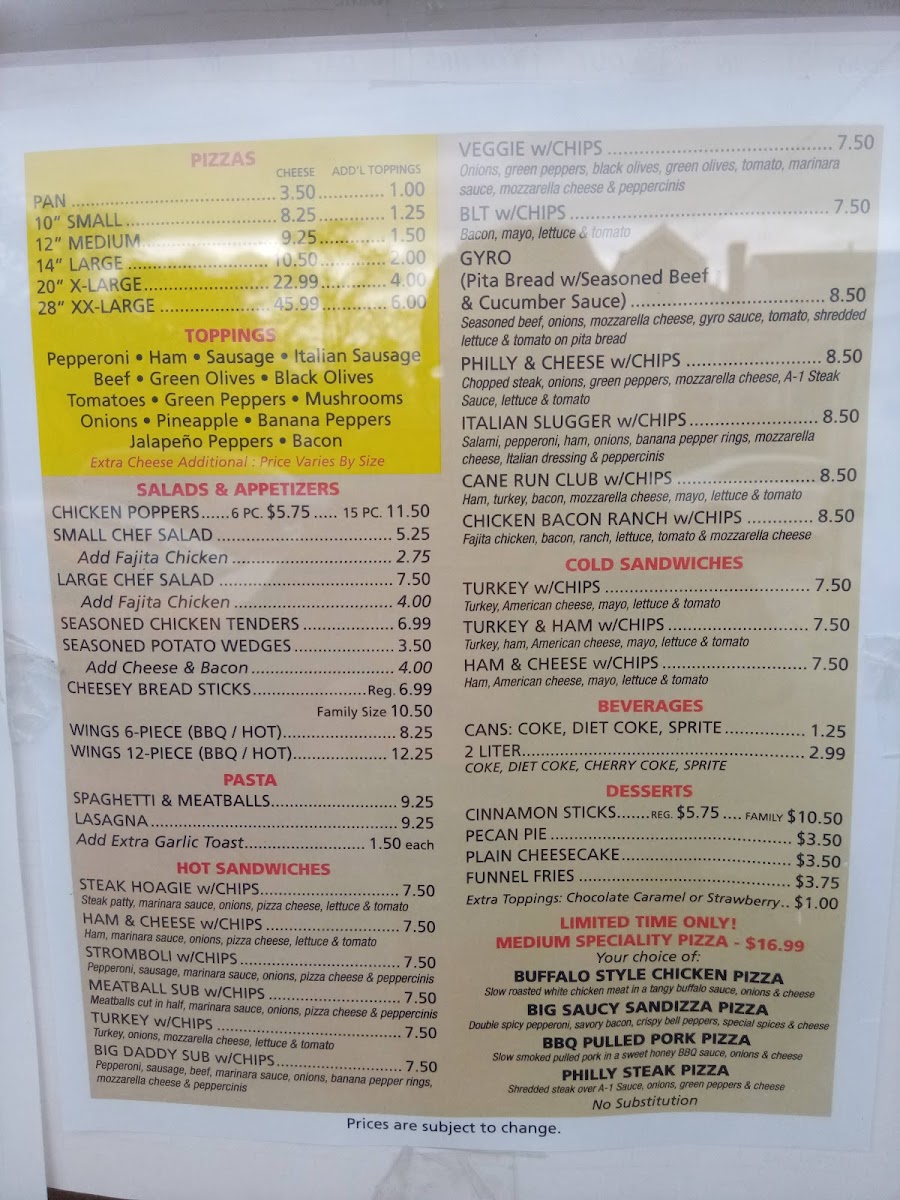 PIZZAS
CHEESE ADD'L TOPPINGS
PAN ........ 3.50 ........ 1.00
10" SMALL ........ 8.25 ........ 1.25
12" MEDIUM ........ 9.25 ........ 1.50
14" LARGE ........ 10.50 ........ 2.00
20" X-LARGE ........ 22.99 ........ 4.00
28" XX-LARGE ........ 45.99 ........ 6.00
TOPPINGS
Pepperoni • Ham • Sausage • Italian Sausage
Beef • Green Olives • Black Olives
Tomatoes • Green Peppers • Mushrooms
Onions • Pineapple • Banana Peppers
Jalapeño Peppers • Bacon
Extra Cheese Additional : Price Varies By Size
SALADS & APPETIZERS
CHICKEN POPPERS......6 PC. $5.75 ..... 15 PC. 11.50
SMALL CHEF SALAD ........ 5.25
Add Fajita Chicken ........ 2.75
LARGE CHEF SALAD ........ 7.50
Add Fajita Chicken ........ 4.00
SEASONED CHICKEN TENDERS ........ 6.99
SEASONED POTATO WEDGES ........ 3.50
Add Cheese & Bacon ........ 4.00
CHEESEY BREAD STICKS ........ Reg. 6.99
Family Size 10.50
WINGS 6-PIECE (BBQ / HOT) ........ 8.25
WINGS 12-PIECE (BBQ / HOT) ........ 12.25
PASTA
SPAGHETTI & MEATBALLS ........ 9.25
LASAGNA ........ 9.25
Add Extra Garlic Toast ........ 1.50 each
HOT SANDWICHES
STEAK HOAGIE w/CHIPS ........ 7.50
Steak patty, marinara sauce, onions, pizza cheese, lettuce & tomato
HAM & CHEESE w/CHIPS ........ 7.50
Ham, marinara sauce, onions, pizza cheese, lettuce & tomato
STROMBOLI w/CHIPS ........ 7.50
Pepperoni, sausage, marinara sauce, onions, pizza cheese & peppercinis
MEATBALL SUB w/CHIPS ........ 7.50
Meatballs cut in half, marinara sauce, onions, pizza cheese & peppercinis
TURKEY w/CHIPS ........ 7.50
Turkey, onions, mozzarella cheese, lettuce & tomato
BIG DADDY SUB w/CHIPS ........ 7.50
Pepperoni, sausage, beef, marinara sauce, onions, banana pepper rings,
mozzarella cheese & peppercinis
VEGGIE w/CHIPS ........ 7.50
Onions, green peppers, black olives, green olives, tomato, marinara
sauce, mozzarella cheese & peppercinis
BLT w/CHIPS ........ 7.50
Bacon, mayo, lettuce & tomato
GYRO
(Pita Bread w/Seasoned Beef
& Cucumber Sauce) ........ 8.50
Seasoned beef, onions, mozzarella cheese, gyro sauce, tomato, shredded
lettuce & tomato on pita bread
PHILLY & CHEESE w/CHIPS ........ 8.50
Chopped steak, onions, green peppers, mozzarella cheese, A-1 Steak
Sauce, lettuce & tomato
ITALIAN SLUGGER w/CHIPS ........ 8.50
Salami, pepperoni, ham, onions, banana pepper rings, mozzarella
cheese, Italian dressing & peppercinis
CANE RUN CLUB w/CHIPS ........ 8.50
Ham, turkey, bacon, mozzarella cheese, mayo, lettuce & tomato
CHICKEN BACON RANCH w/CHIPS ........ 8.50
Fajita chicken, bacon, ranch, lettuce, tomato & mozzarella cheese
COLD SANDWICHES
TURKEY w/CHIPS ........ 7.50
Turkey, American cheese, mayo, lettuce & tomato
TURKEY & HAM w/CHIPS ........ 7.50
Turkey, ham, American cheese, mayo, lettuce & tomato
HAM & CHEESE w/CHIPS ........ 7.50
Ham, American cheese, mayo, lettuce & tomato
BEVERAGES
CANS: COKE, DIET COKE, SPRITE ........ 1.25
2 LITER ........ 2.99
COKE, DIET COKE, CHERRY COKE, SPRITE
DESSERTS
CINNAMON STICKS.......REG. $5.75 .... FAMILY $10.50
PECAN PIE ........ $3.50
PLAIN CHEESECAKE ........ $3.50
FUNNEL FRIES ........ $3.75
Extra Toppings: Chocolate Caramel or Strawberry.. $1.00
LIMITED TIME ONLY!
MEDIUM SPECIALITY PIZZA - $16.99
Your choice of:
BUFFALO STYLE CHICKEN PIZZA
Slow roasted white chicken meat in a tangy buffalo sauce, onions & cheese
BIG SAUCY SANDIZZA PIZZA
Double spicy pepperoni, savory bacon, crispy bell peppers, special spices & cheese
BBQ PULLED PORK PIZZA
Slow smoked pulled pork in a sweet honey BBQ sauce, onions & cheese
PHILLY STEAK PIZZA
Shredded steak over A-1 Sauce, onions, green peppers & cheese
No Substitution
Prices are subject to change.